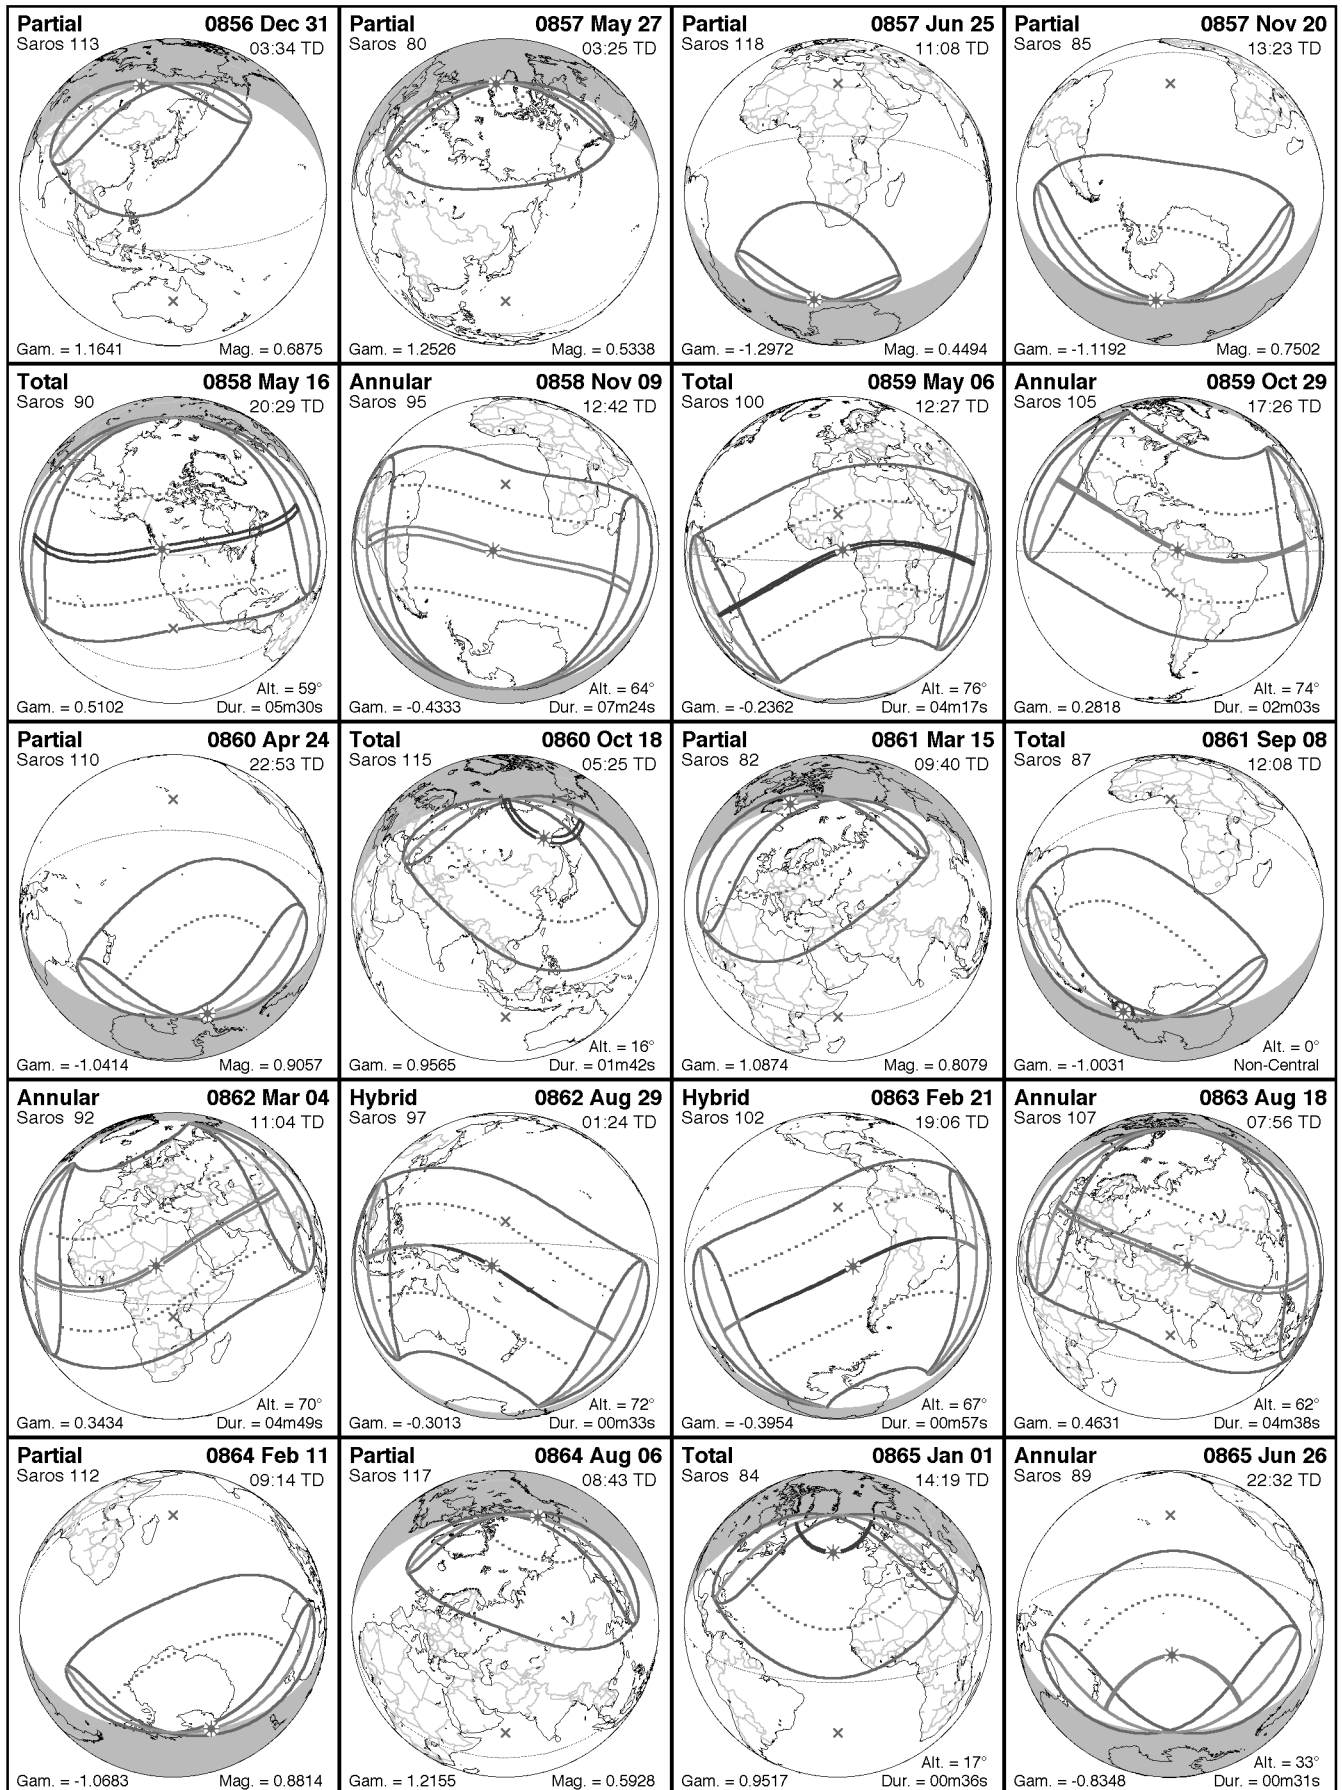 Partial 0856 Dec 31
Saros 113 03:34 TD
Gam. = 1.1641 Mag. = 0.6875
Partial 0857 May 27
Saros 80 03:25 TD
Gam. = 1.2526 Mag. = 0.5338
Partial 0857 Jun 25
Saros 118 11:08 TD
Gam. = -1.2972 Mag. = 0.4494
Partial 0857 Nov 20
Saros 85 13:23 TD
Gam. = -1.1192 Mag. = 0.7502
Total 0858 May 16
Saros 90 20:29 TD
Alt. = 59°
Gam. = 0.5102 Dur. = 05m30s
Annular 0858 Nov 09
Saros 95 12:42 TD
Alt. = 64°
Gam. = -0.4333 Dur. = 07m24s
Total 0859 May 06
Saros 100 12:27 TD
Alt. = 76°
Gam. = -0.2362 Dur. = 04m17s
Annular 0859 Oct 29
Saros 105 17:26 TD
Alt. = 74°
Gam. = 0.2818 Dur. = 02m03s
Partial 0860 Apr 24
Saros 110 22:53 TD
Gam. = -1.0414 Mag. = 0.9057
Total 0860 Oct 18
Saros 115 05:25 TD
Alt. = 16°
Gam. = 0.9565 Dur. = 01m42s
Partial 0861 Mar 15
Saros 82 09:40 TD
Gam. = 1.0874 Mag. = 0.8079
Total 0861 Sep 08
Saros 87 12:08 TD
Alt. = 0°
Gam. = -1.0031 Non-Central
Annular 0862 Mar 04
Saros 92 11:04 TD
Alt. = 70°
Gam. = 0.3434 Dur. = 04m49s
Hybrid 0862 Aug 29
Saros 97 01:24 TD
Alt. = 72°
Gam. = -0.3013 Dur. = 00m33s
Hybrid 0863 Feb 21
Saros 102 19:06 TD
Alt. = 67°
Gam. = -0.3954 Dur. = 00m57s
Annular 0863 Aug 18
Saros 107 07:56 TD
Alt. = 62°
Gam. = 0.4631 Dur. = 04m38s
Partial 0864 Feb 11
Saros 112 09:14 TD
Gam. = -1.0683 Mag. = 0.8814
Partial 0864 Aug 06
Saros 117 08:43 TD
Gam. = 1.2155 Mag. = 0.5928
Total 0865 Jan 01
Saros 84 14:19 TD
Alt. = 17°
Gam. = 0.9517 Dur. = 00m36s
Annular 0865 Jun 26
Saros 89 22:32 TD
Alt. = 33°
Gam. = -0.8348 Dur. = 00m31s